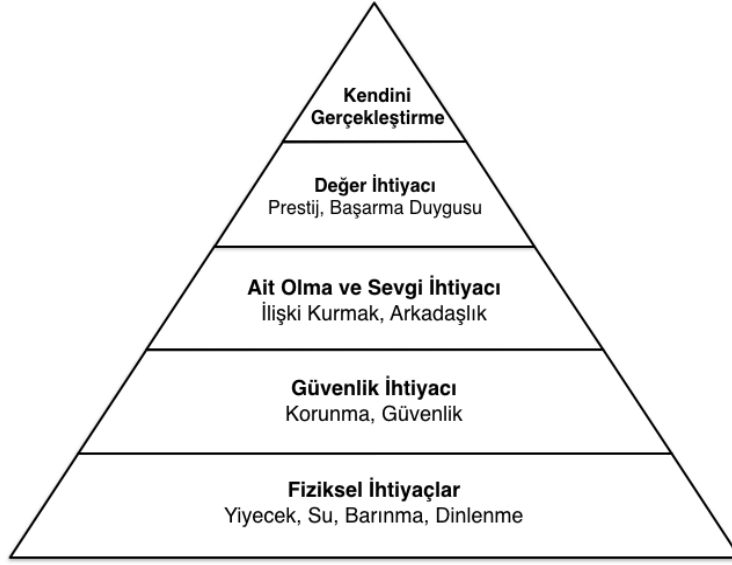 Kendini
Gerçekleştirme
Değer İhtiyacı
Prestij, Başarma Duygusu
Ait Olma ve Sevgi İhtiyacı
İlişki Kurmak, Arkadaşlık
Güvenlik İhtiyacı
Korunma, Güvenlik
Fiziksel İhtiyaçlar
Yiyecek, Su, Barınma, Dinlenme